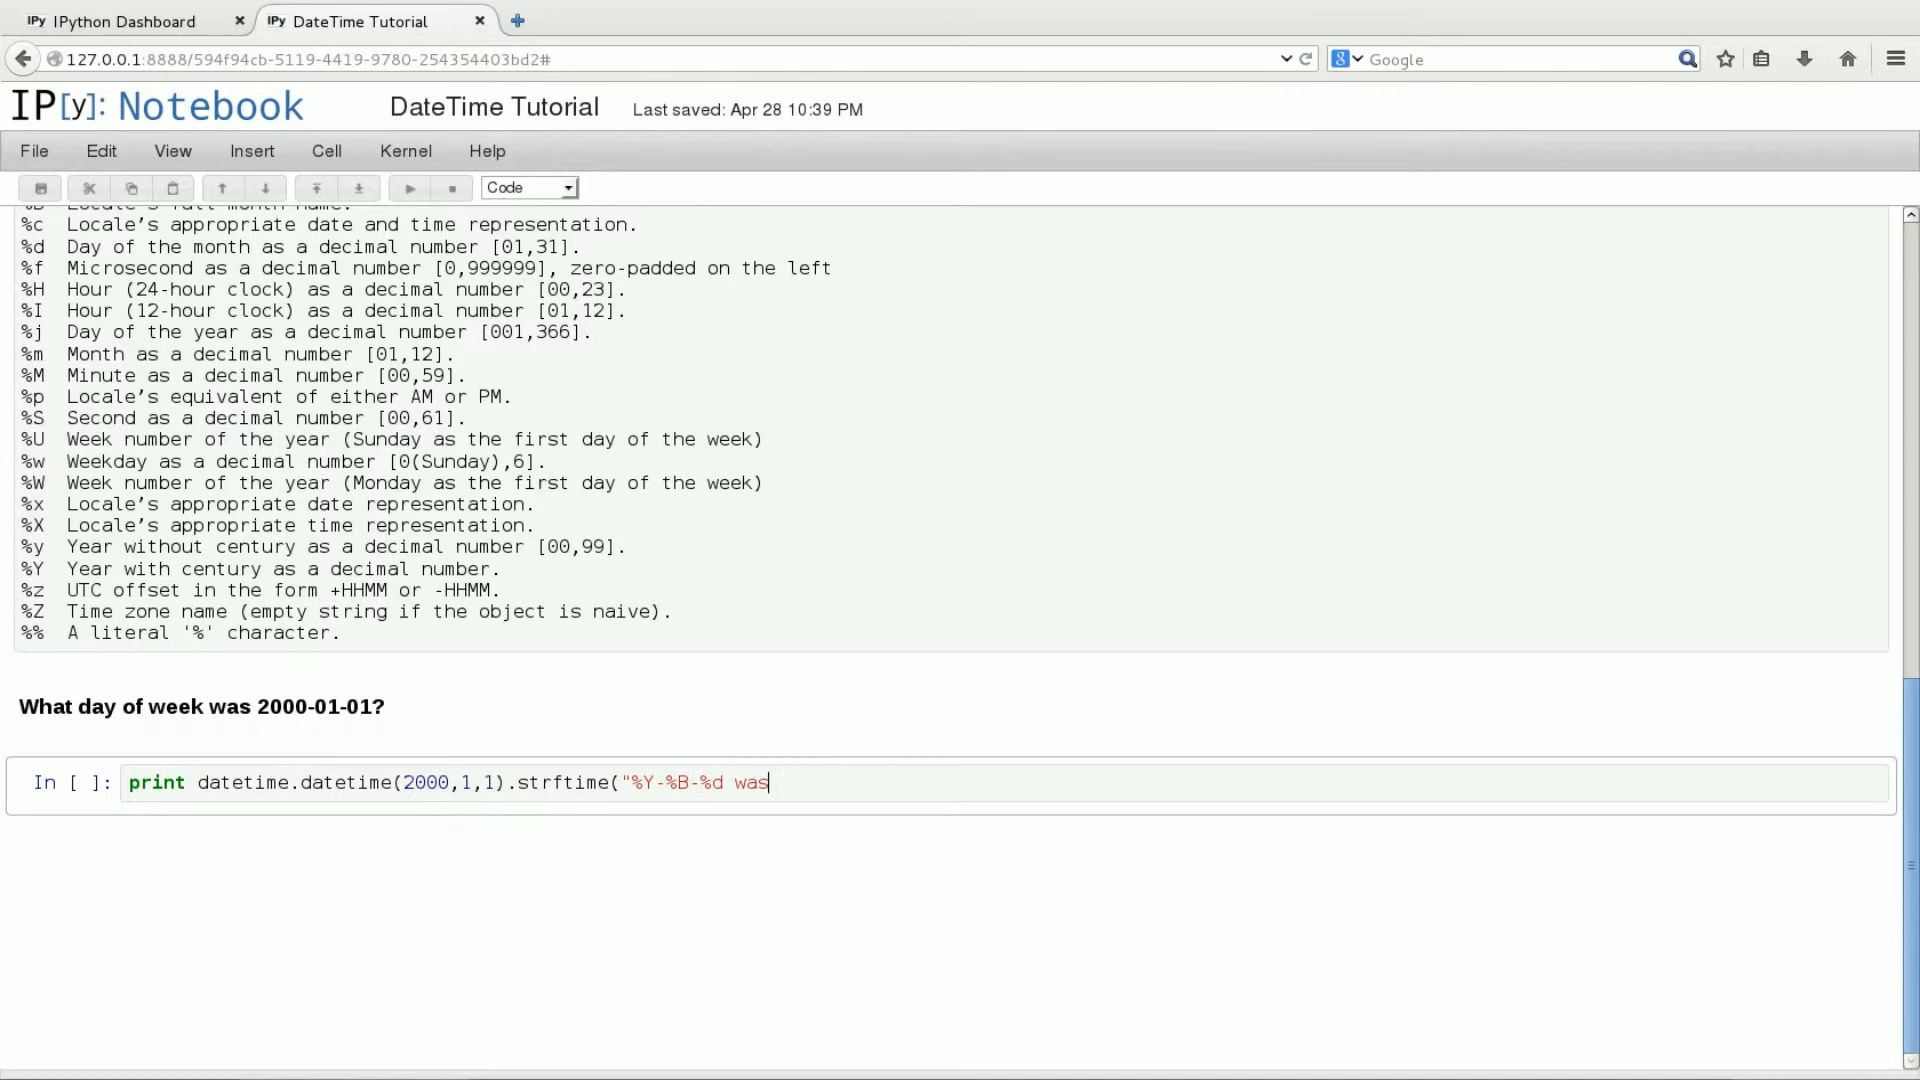 IPy IPython Dashboard
IPy DateTime Tutorial
127.0.0.1:8888/594f94cb-5119-4419-9780-254354403bd2#
8 Google
IP[y]: Notebook DateTime Tutorial Last saved: Apr 28 10:39 PM
File Edit View Insert Cell Kernel Help
Code
%B Locale's full month name.
%c Locale’s appropriate date and time representation.
%d Day of the month as a decimal number [01,31].
%f Microsecond as a decimal number [0,999999], zero-padded on the left
%H Hour (24-hour clock) as a decimal number [00,23].
%I Hour (12-hour clock) as a decimal number [01,12].
%j Day of the year as a decimal number [001,366].
%m Month as a decimal number [01,12].
%M Minute as a decimal number [00,59].
%p Locale’s equivalent of either AM or PM.
%S Second as a decimal number [00,61].
%U Week number of the year (Sunday as the first day of the week)
%w Weekday as a decimal number [0(Sunday),6].
%W Week number of the year (Monday as the first day of the week)
%x Locale’s appropriate date representation.
%X Locale’s appropriate time representation.
%y Year without century as a decimal number [00,99].
%Y Year with century as a decimal number.
%z UTC offset in the form +HHMM or -HHMM.
%Z Time zone name (empty string if the object is naive).
%% A literal '%' character.
What day of week was 2000-01-01?
In [ ]: print datetime.datetime(2000,1,1).strftime("%Y-%B-%d was